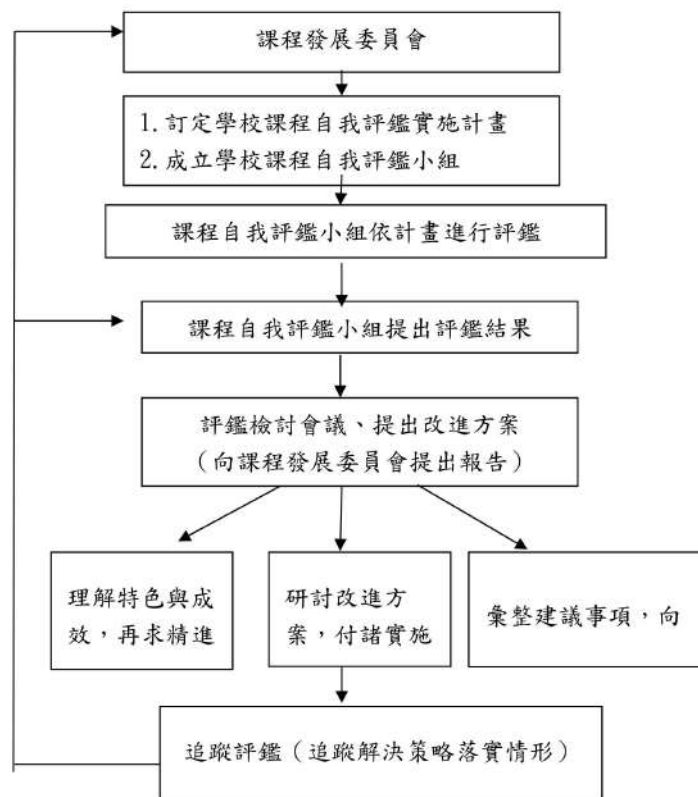 課程發展委員會
1.訂定學校課程自我評鑑實施計畫
2.成立學校課程自我評鑑小組
課程自我評鑑小組依計畫進行評鑑
課程自我評鑑小組提出評鑑結果
評鑑檢討會議、提出改進方案
（向課程發展委員會提出報告）
理解特色與成
效，再求精進
研討改進方
案，付諸實施
彙整建議事項，向
追蹤評鑑（追蹤解決策略落實情形）